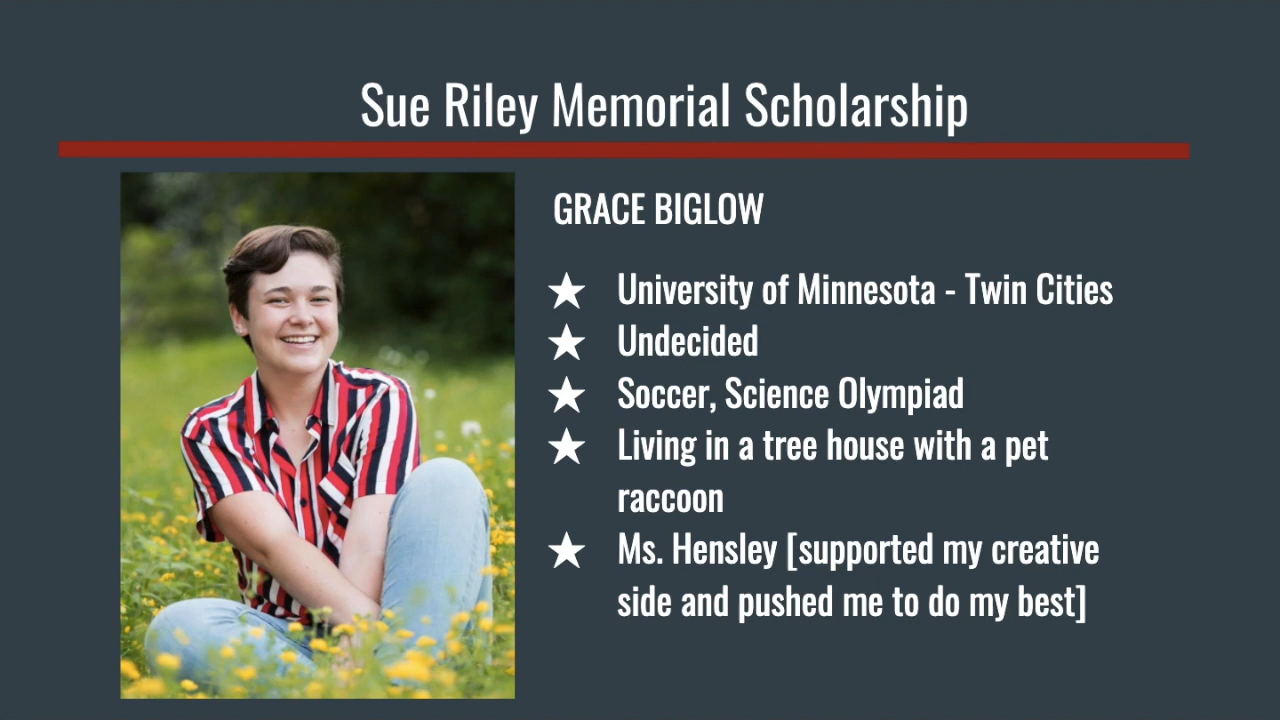 Sue Riley Memorial Scholarship
GRACE BIGLOW
★ University of Minnesota - Twin Cities
★ Undecided
★ Soccer, Science Olympiad
★ Living in a tree house with a pet
raccoon
★ Ms. Hensley [supported my creative
side and pushed me to do my best]